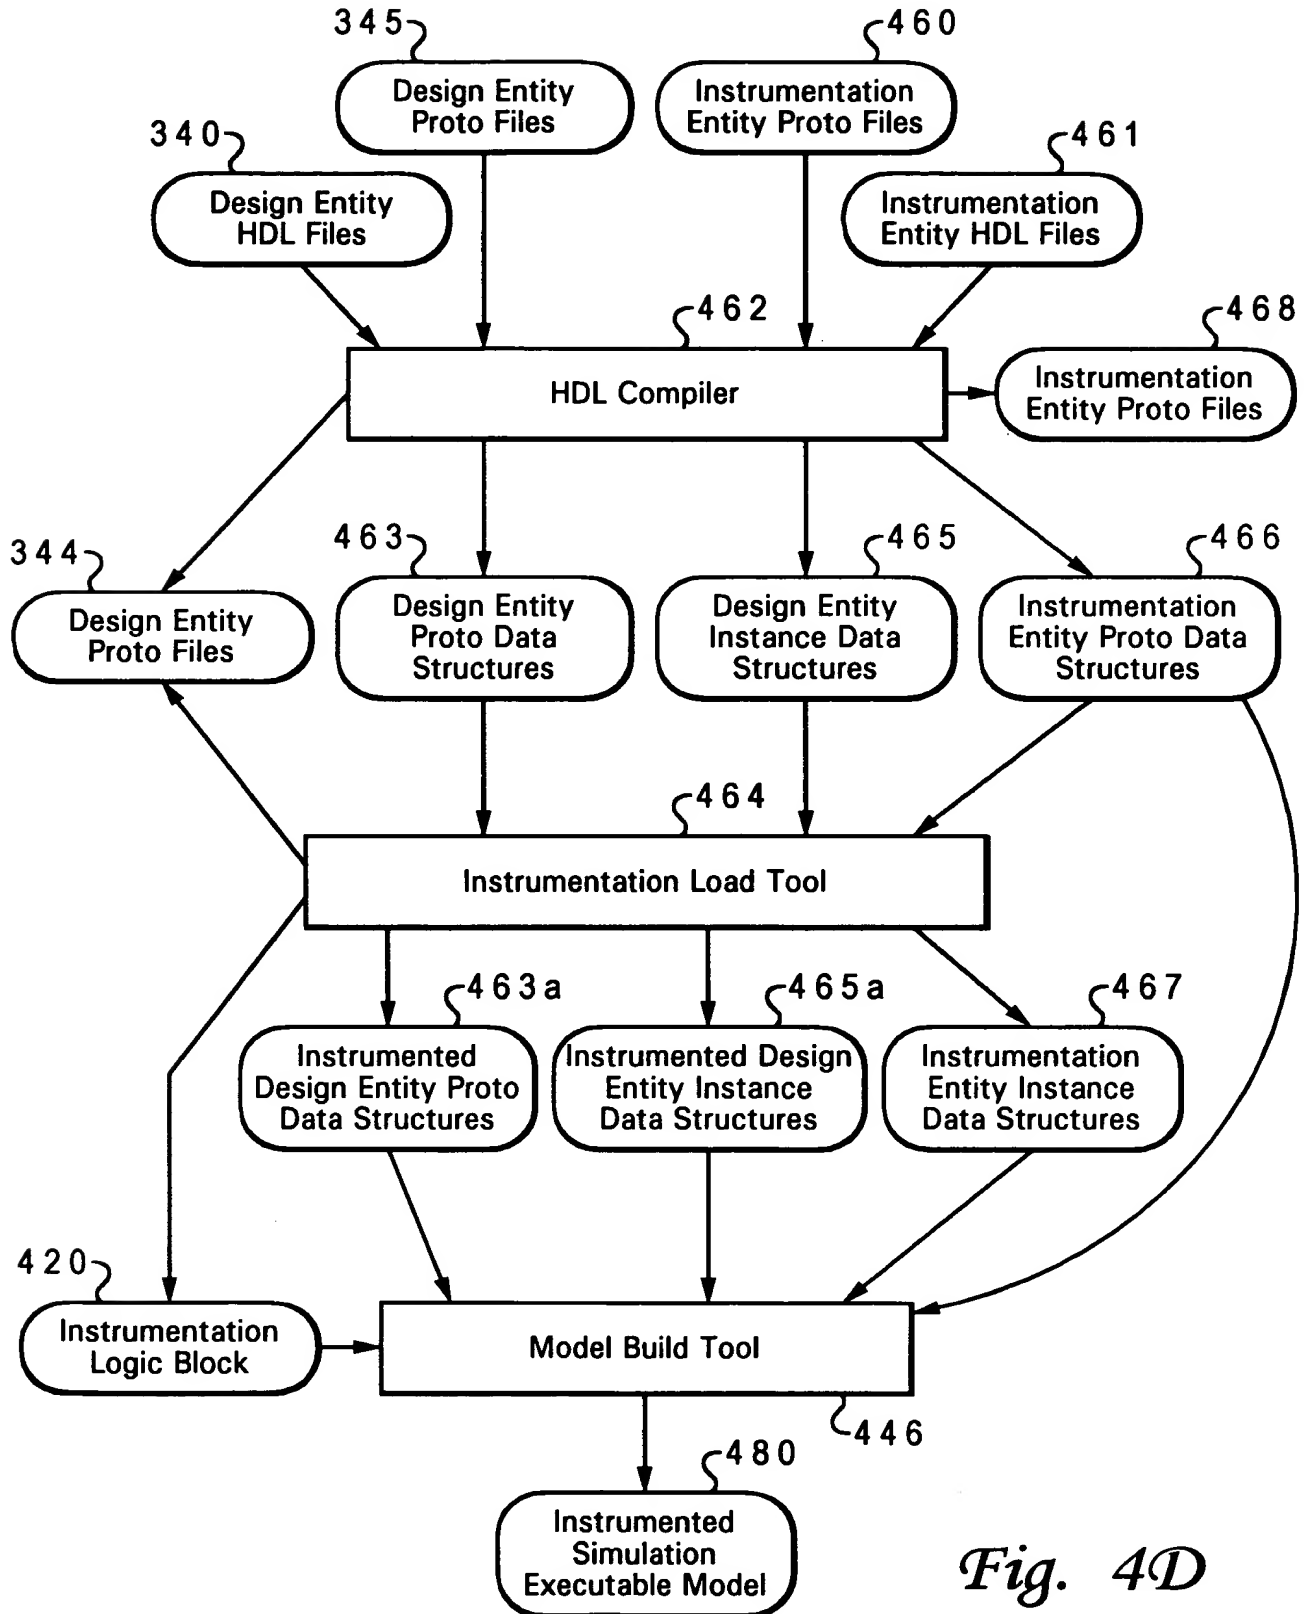 345
460
Design Entity
Proto Files
Instrumentation
Entity Proto Files
340
461
Design Entity
HDL Files
Instrumentation
Entity HDL Files
462
468
HDL Compiler
Instrumentation
Entity Proto Files
344
463
465
466
Design Entity
Proto Files
Design Entity
Proto Data
Structures
Design Entity
Instance Data
Structures
Instrumentation
Entity Proto Data
Structures
464
Instrumentation Load Tool
463a
465a
467
Instrumented
Design Entity Proto
Data Structures
Instrumented Design
Entity Instance
Data Structures
Instrumentation
Entity Instance
Data Structures
420
Instrumentation
Logic Block
Model Build Tool
446
480
Instrumented
Simulation
Executable Model
Fig. 4D